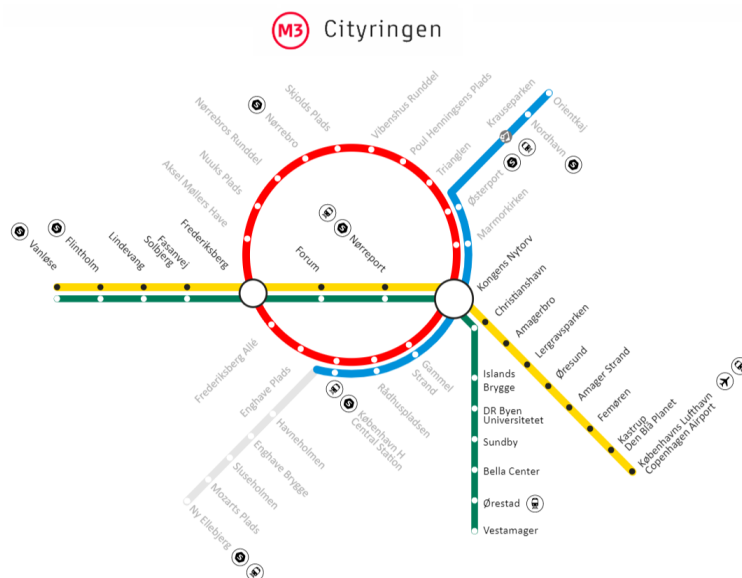 M3 Cityringen
Skjolds Plads
Vibenshus Runddel
Poul Henningsens Plads
Krauseparken
Orientkaj
Nørrebro
Trianglen
Nordhavn
Nørrebros Runddel
Østerport
Nuuks Plads
Marmorkirken
Aksel Møllers Have
Vanløse
Flintholm
Lindevang
Fasanvej
Solbjerg
Frederiksberg
Forum
Nørreport
Kongens Nytorv
Christianshavn
Amagerbro
Lergravsparken
Øresund
Amager Strand
Femøren
Kastrup
Den Blå Planet
Københavns Lufthavn
Copenhagen Airport
Frederiksberg Allé
Enghave Plads
København H
Central Station
Rådhuspladsen
Gammel
Strand
Islands
Brygge
DR Byen
Universitetet
Sundby
Bella Center
Ørestad
Vestamager
Havneholmen
Enghave Brygge
Sluseholmen
Mozarts Plads
Ny Ellebjerg